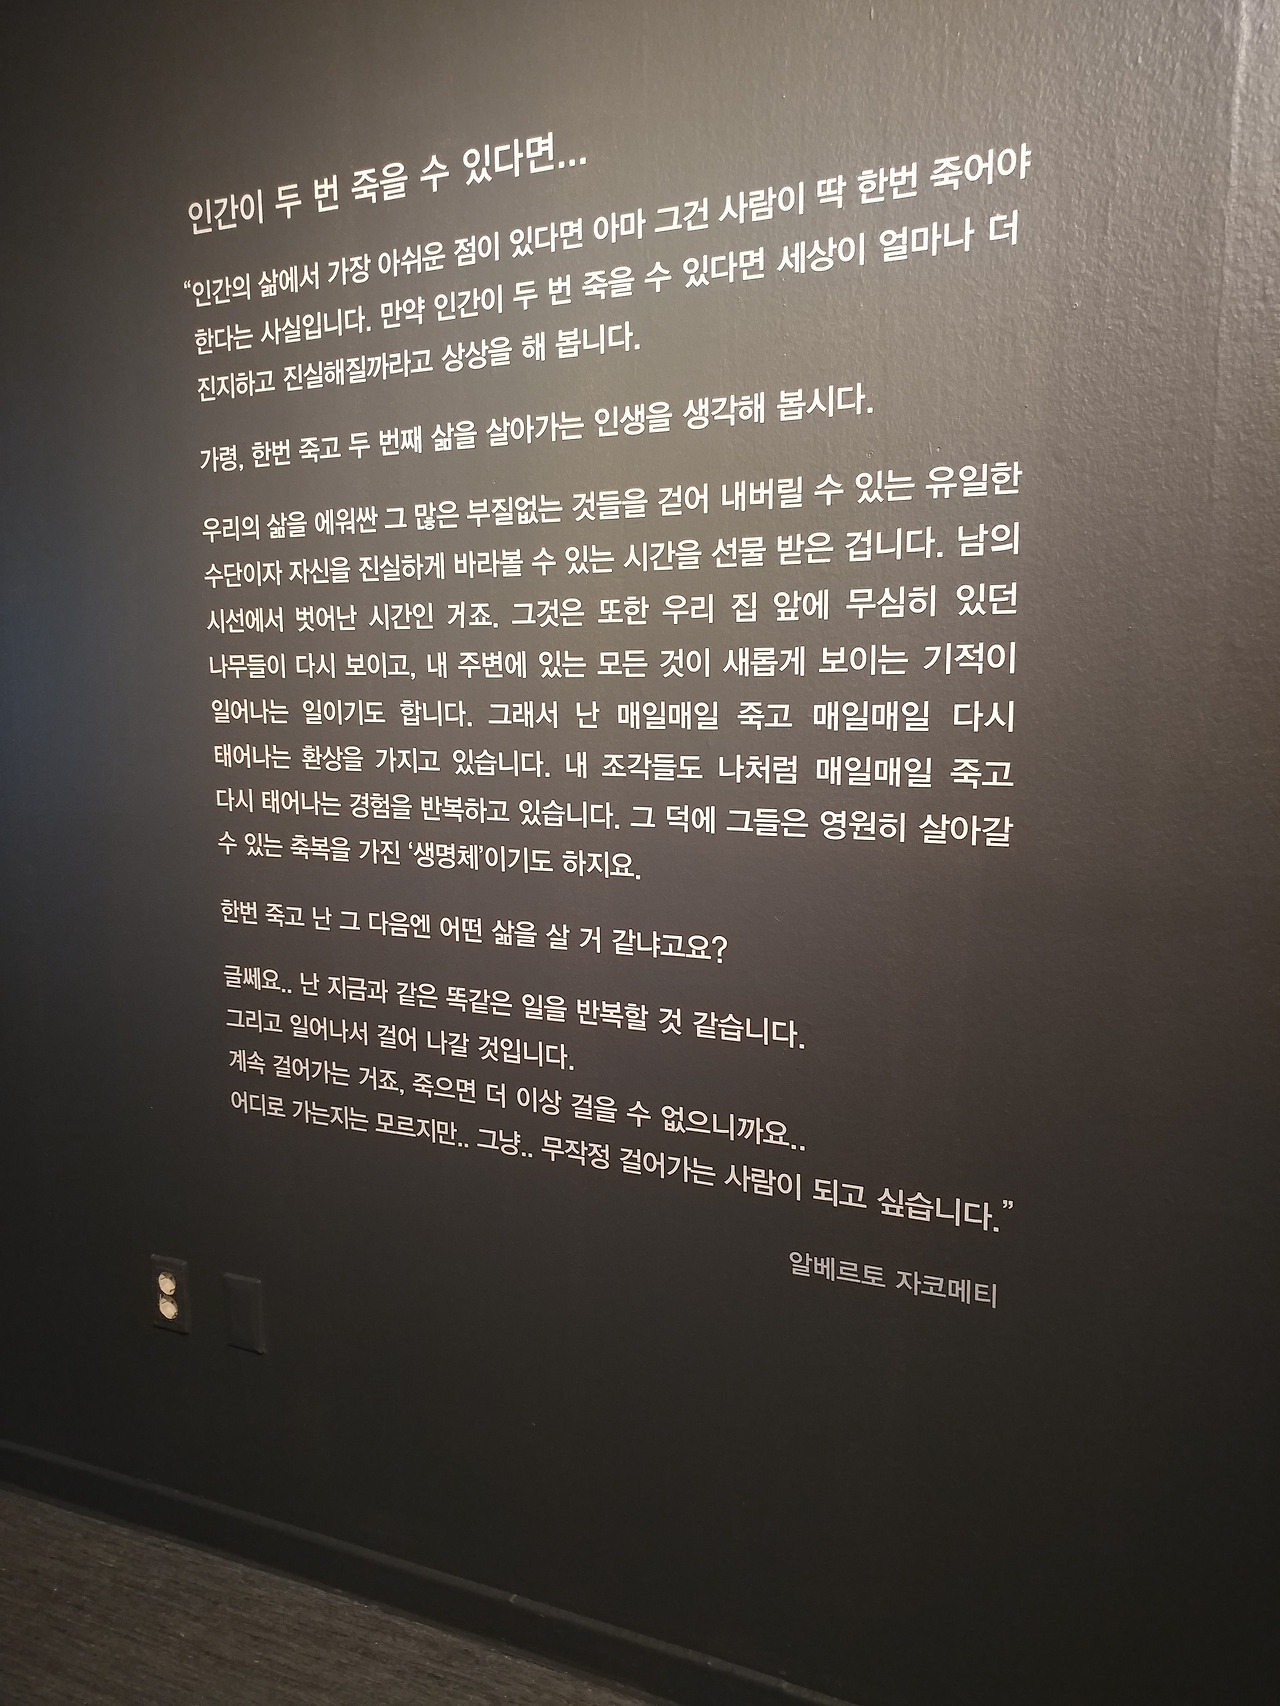 인간이 두 번 죽을 수 있다면...
“인간의 삶에서 가장 아쉬운 점이 있다면 아마 그건 사람이 딱 한번 죽어야
한다는 사실입니다. 만약 인간이 두 번 죽을 수 있다면 세상이 얼마나 더
진지하고 진실해질까라고 상상을 해 봅니다.
가령, 한번 죽고 두 번째 삶을 살아가는 인생을 생각해 봅시다.
우리의 삶을 에워싼 그 많은 부질없는 것들을 걷어 내버릴 수 있는 유일한
수단이자 자신을 진실하게 바라볼 수 있는 시간을 선물 받은 겁니다. 남의
시선에서 벗어난 시간인 거죠. 그것은 또한 우리 집 앞에 무심히 있던
나무들이 다시 보이고, 내 주변에 있는 모든 것이 새롭게 보이는 기적이
일어나는 일이기도 합니다. 그래서 난 매일매일 죽고 매일매일 다시
태어나는 환상을 가지고 있습니다. 내 조각들도 나처럼 매일매일 죽고
다시 태어나는 경험을 반복하고 있습니다. 그 덕에 그들은 영원히 살아갈
수 있는 축복을 가진 ‘생명체’이기도 하지요.
한번 죽고 난 그 다음엔 어떤 삶을 살 거 같냐고요?
글쎄요.. 난 지금과 같은 똑같은 일을 반복할 것 같습니다.
그리고 일어나서 걸어 나갈 것입니다.
계속 걸어가는 거죠, 죽으면 더 이상 걸을 수 없으니까요..
어디로 가는지는 모르지만.. 그냥.. 무작정 걸어가는 사람이 되고 싶습니다.”
알베르토 자코메티